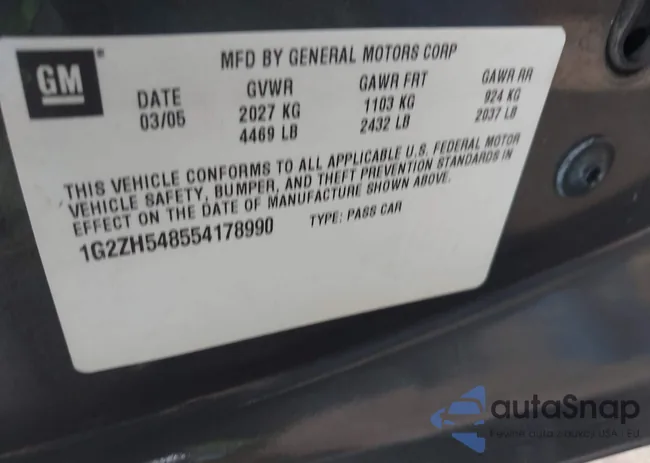 GM ®
MFD BY GENERAL MOTORS CORP
DATE GVWR GAWR FRT GAWR RR
03/05 2027 KG 1103 KG 924 KG
4469 LB 2432 LB 2037 LB
THIS VEHICLE CONFORMS TO ALL APPLICABLE U.S. FEDERAL MOTOR
VEHICLE SAFETY, BUMPER, AND THEFT PREVENTION STANDARDS IN
EFFECT ON THE DATE OF MANUFACTURE SHOWN ABOVE.
1G2ZH548554178990 TYPE: PASS CAR
autoSnap